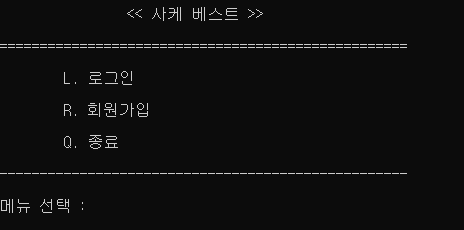 << 사케 베스트 >>
===================================================
L. 로그인
R. 회원가입
Q. 종료
---------------------------------------------------
메뉴 선택 :